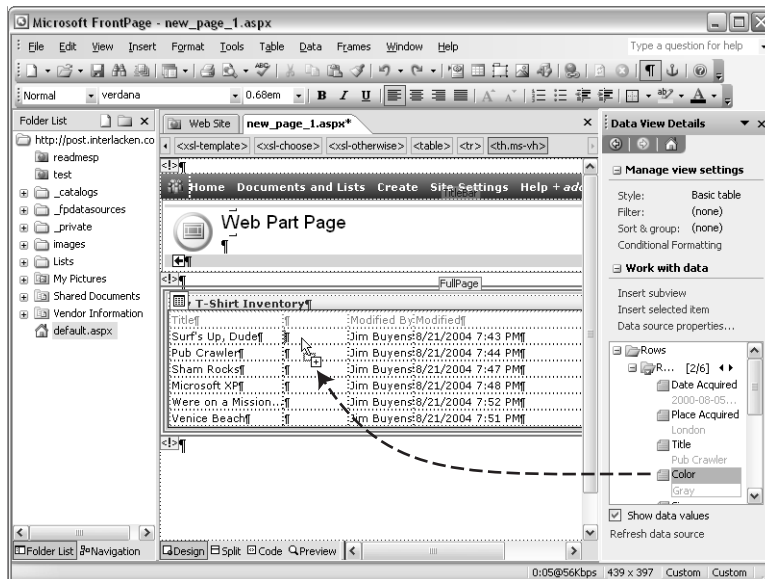 Microsoft FrontPage - new_page_1.aspx
File Edit View Insert Format Tools Table Data Frames Window Help
Type a question for help
Normal verdana 0.68em B I U
Folder List
http://post.interlacken.co
readmesp
test
_catalogs
_fpdatasources
_private
images
Lists
My Pictures
Shared Documents
Vendor Information
default.aspx
Folder List Navigation
Web Site new_page_1.aspx*
<xsl-template> <xsl-choose> <xsl-otherwise> <table> <tr> <th.ms-vh>
<!>¶
Home Documents and Lists Create Site Settings Help
TitleBar
Web Part Page
¶
¶
<!>¶
FullPage
T-Shirt Inventory¶
Title¶ ¶ Modified By Modified¶
Surf's Up, Dude¶ ¶ Jim Buyens 8/21/2004 7:43 PM¶
Pub Crawler¶ ¶ Jim Buyens 8/21/2004 7:44 PM¶
Sham Rocks¶ ¶ Jim Buyens 8/21/2004 7:47 PM¶
Microsoft XP¶ ¶ Jim Buyens 8/21/2004 7:48 PM¶
Were on a Mission... ¶ Jim Buyens 8/21/2004 7:52 PM¶
Venice Beach¶ ¶ Jim Buyens 8/21/2004 7:51 PM¶
<!>¶
Design Split Code Preview
Data View Details
Manage view settings
Style: Basic table
Filter: (none)
Sort & group: (none)
Conditional Formatting
Work with data
Insert subview
Insert selected item
Data source properties...
Rows
R... [2/6]
Date Acquired
2000-08-05...
Place Acquired
London
Title
Pub Crawler
Color
Gray
Show data values
Refresh data source
0:05@56Kbps 439 x 397 Custom Custom